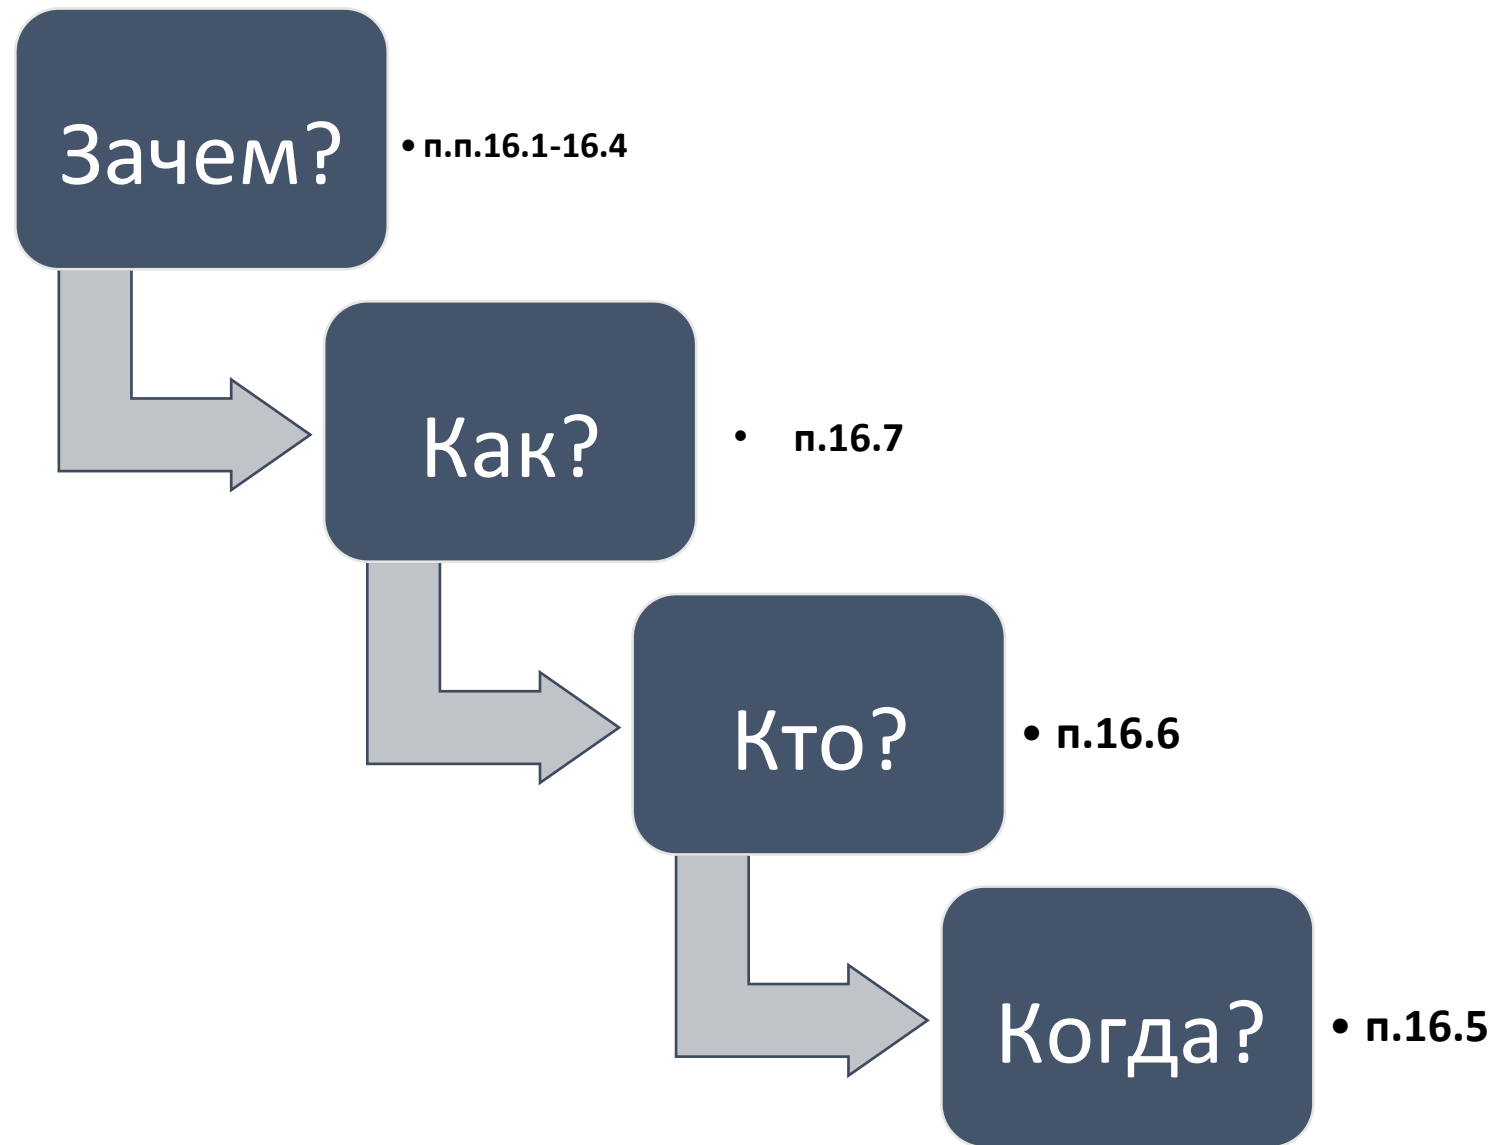 Зачем?
• п.п.16.1-16.4
Как?
• п.16.7
Кто?
• п.16.6
Когда?
• п.16.5